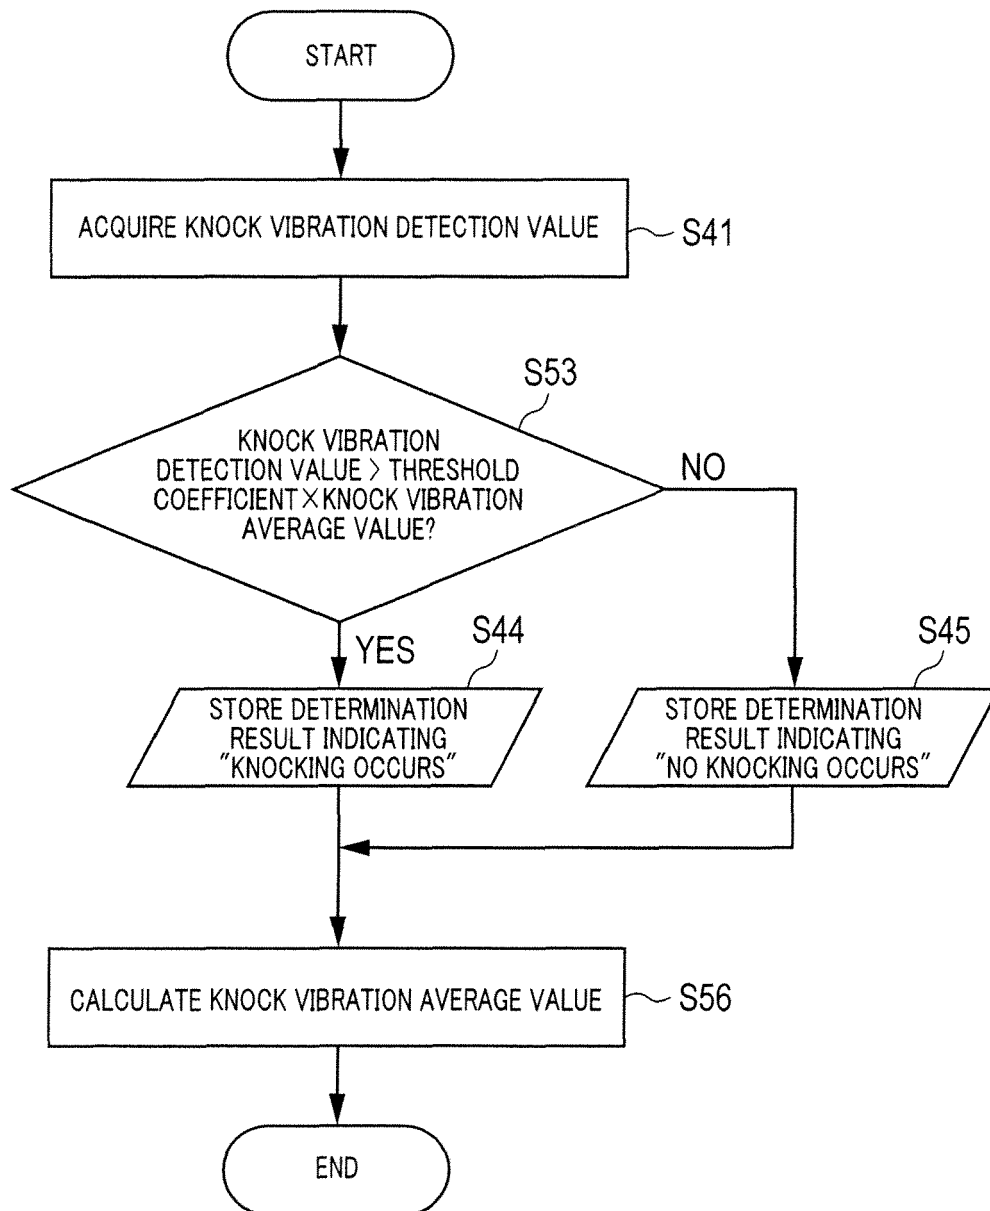 START
ACQUIRE KNOCK VIBRATION DETECTION VALUE
S41
S53
KNOCK VIBRATION
DETECTION VALUE > THRESHOLD
COEFFICIENT×KNOCK VIBRATION
AVERAGE VALUE?
NO
YES
S44
STORE DETERMINATION
RESULT INDICATING
"KNOCKING OCCURS"
S45
STORE DETERMINATION
RESULT INDICATING
"NO KNOCKING OCCURS"
CALCULATE KNOCK VIBRATION AVERAGE VALUE
S56
END